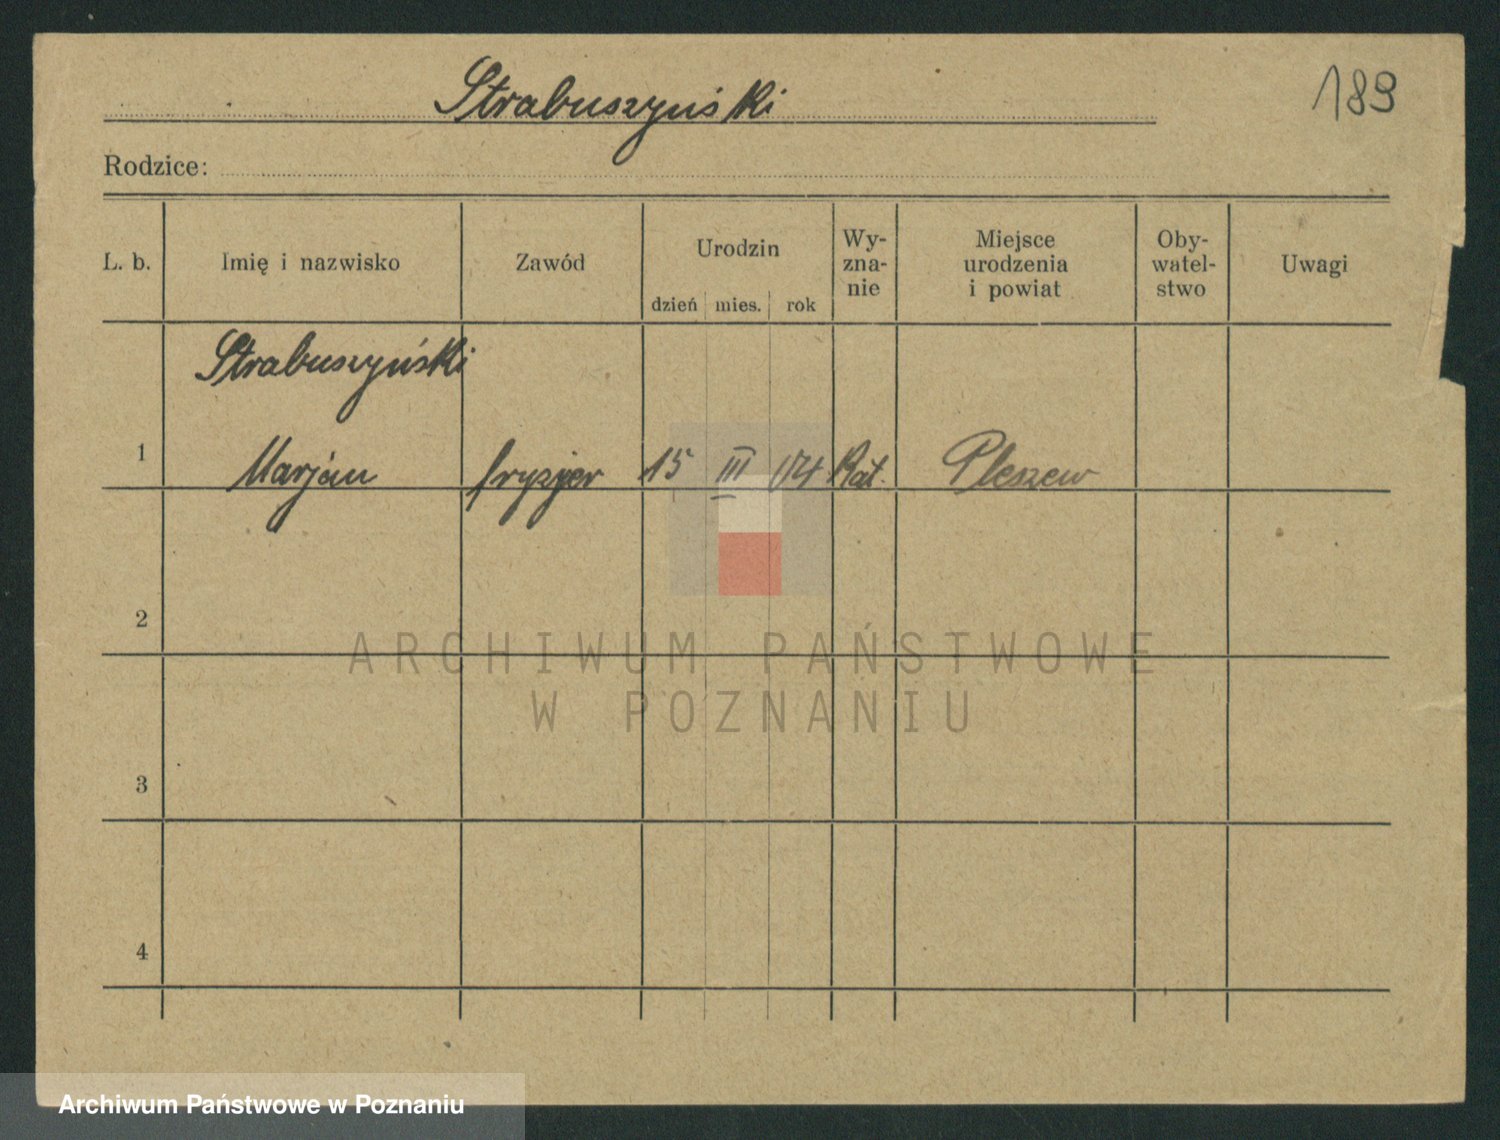 Strabuszyński
189
Rodzice:
L. b.
Imię i nazwisko
Zawód
Urodzin
dzień mies. rok
Wy-
zna-
nie
Miejsce
urodzenia
i powiat
Oby-
watel-
stwo
Uwagi
Strabuszyński
1 Marjan fryzjer 15 III 04 Kat. Pleszew
2
3
4
ARCHIWUM PAŃSTWOWE
W POZNANIU
Archiwum Państwowe w Poznaniu